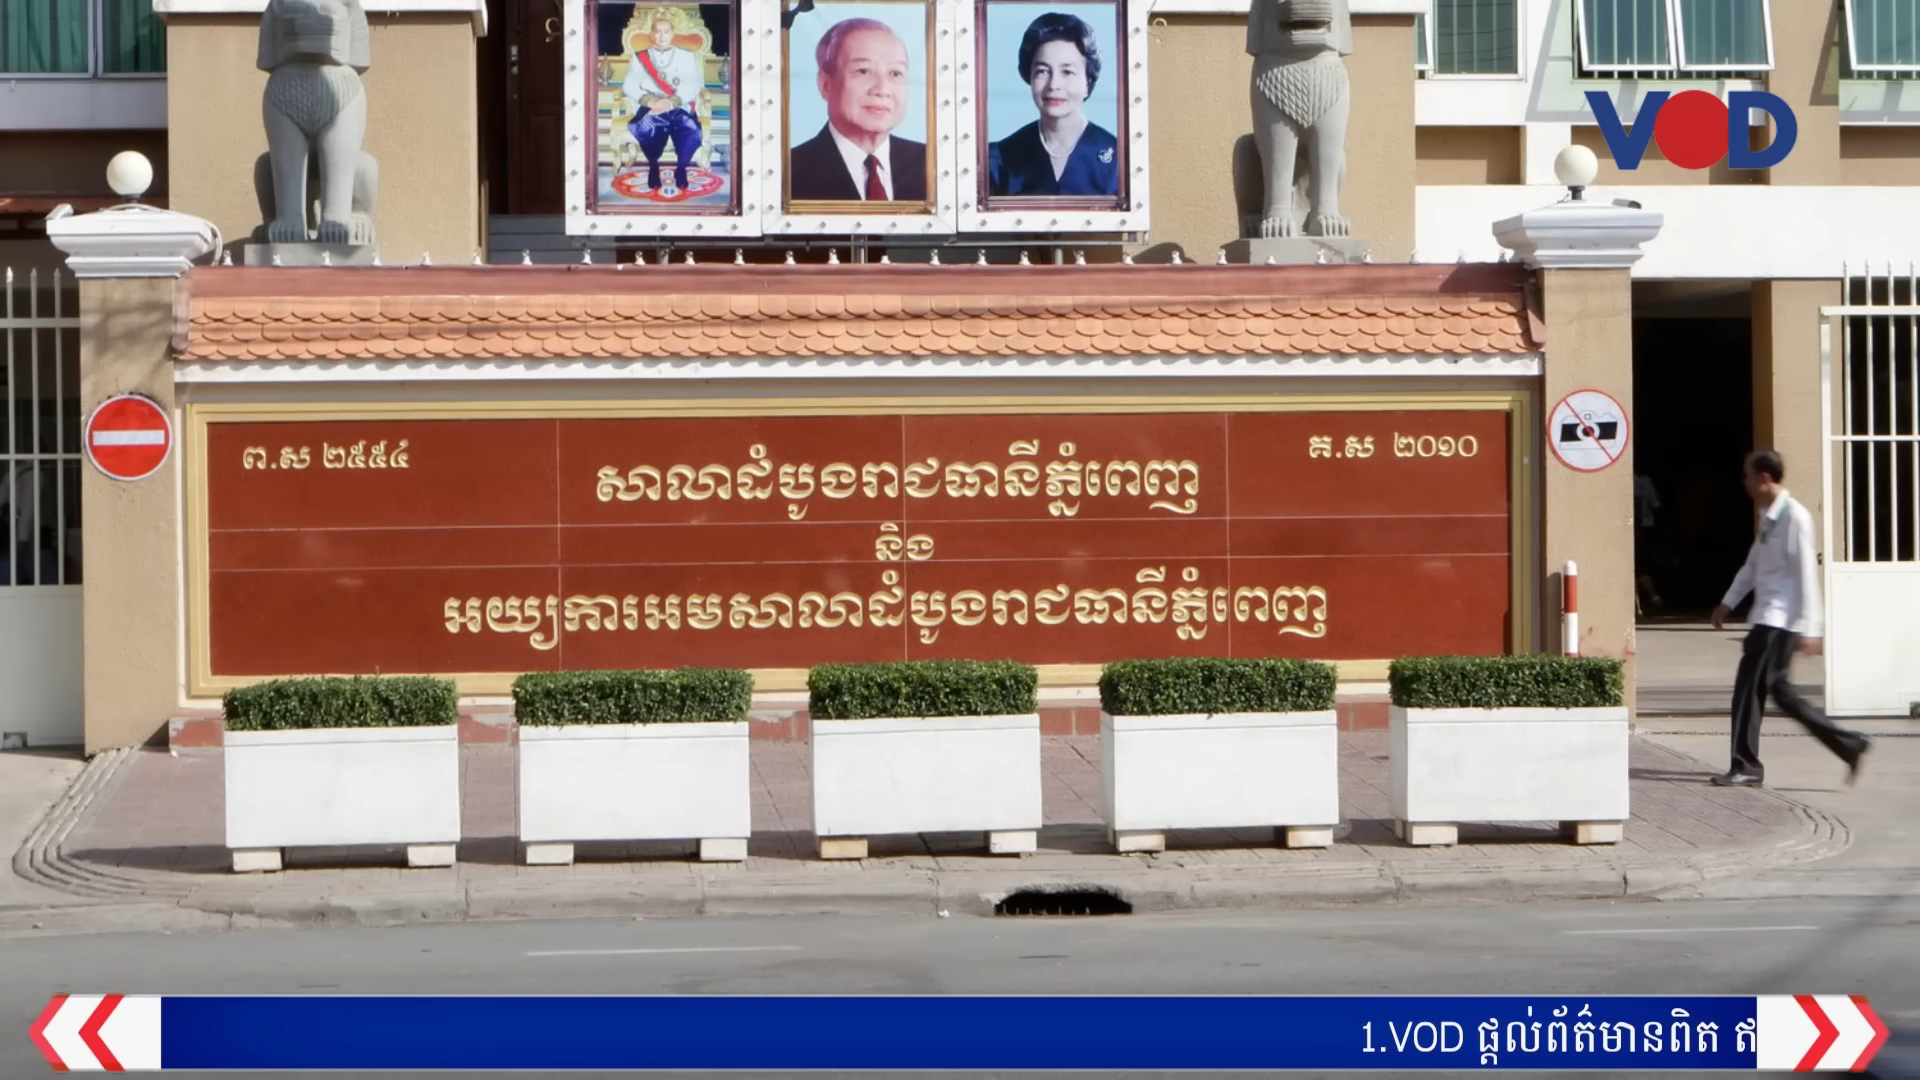 VOD
ព.ស ២៥៥៤
គ.ស ២០១០
សាលាដំបូងរាជធានីភ្នំពេញ
និង
អយ្យការអមសាលាដំបូងរាជធានីភ្នំពេញ
1.VOD ផ្តល់ព័ត៌មានពិត ឥ